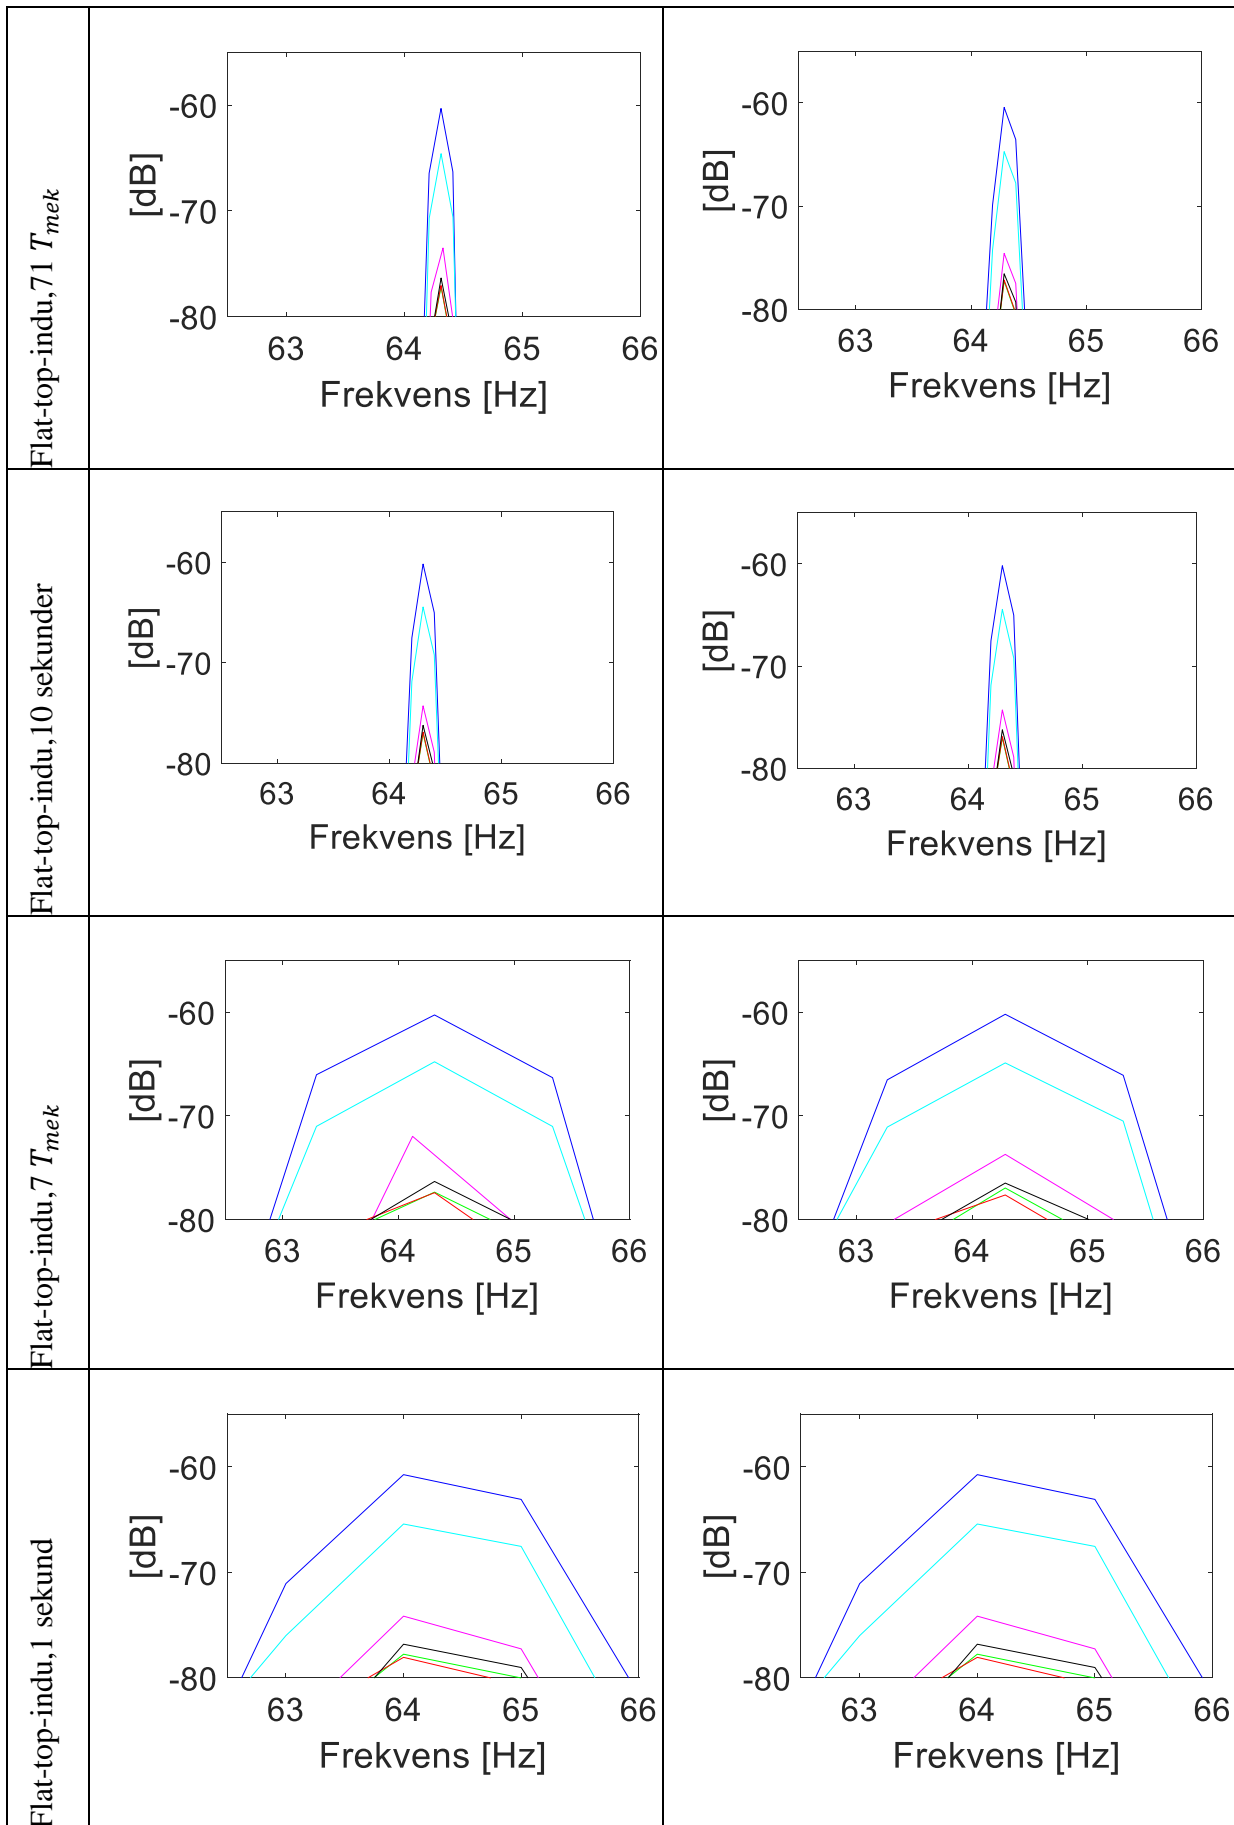 Flat-top-indu,71 T_mek
-60
-70
-80
[dB]
63 64 65 66
Frekvens [Hz]
-60
-70
-80
[dB]
63 64 65 66
Frekvens [Hz]
Flat-top-indu,10 sekunder
-60
-70
-80
[dB]
63 64 65 66
Frekvens [Hz]
-60
-70
-80
[dB]
63 64 65 66
Frekvens [Hz]
Flat-top-indu,7 T_mek
-60
-70
-80
[dB]
63 64 65 66
Frekvens [Hz]
-60
-70
-80
[dB]
63 64 65 66
Frekvens [Hz]
Flat-top-indu,1 sekund
-60
-70
-80
[dB]
63 64 65 66
Frekvens [Hz]
-60
-70
-80
[dB]
63 64 65 66
Frekvens [Hz]